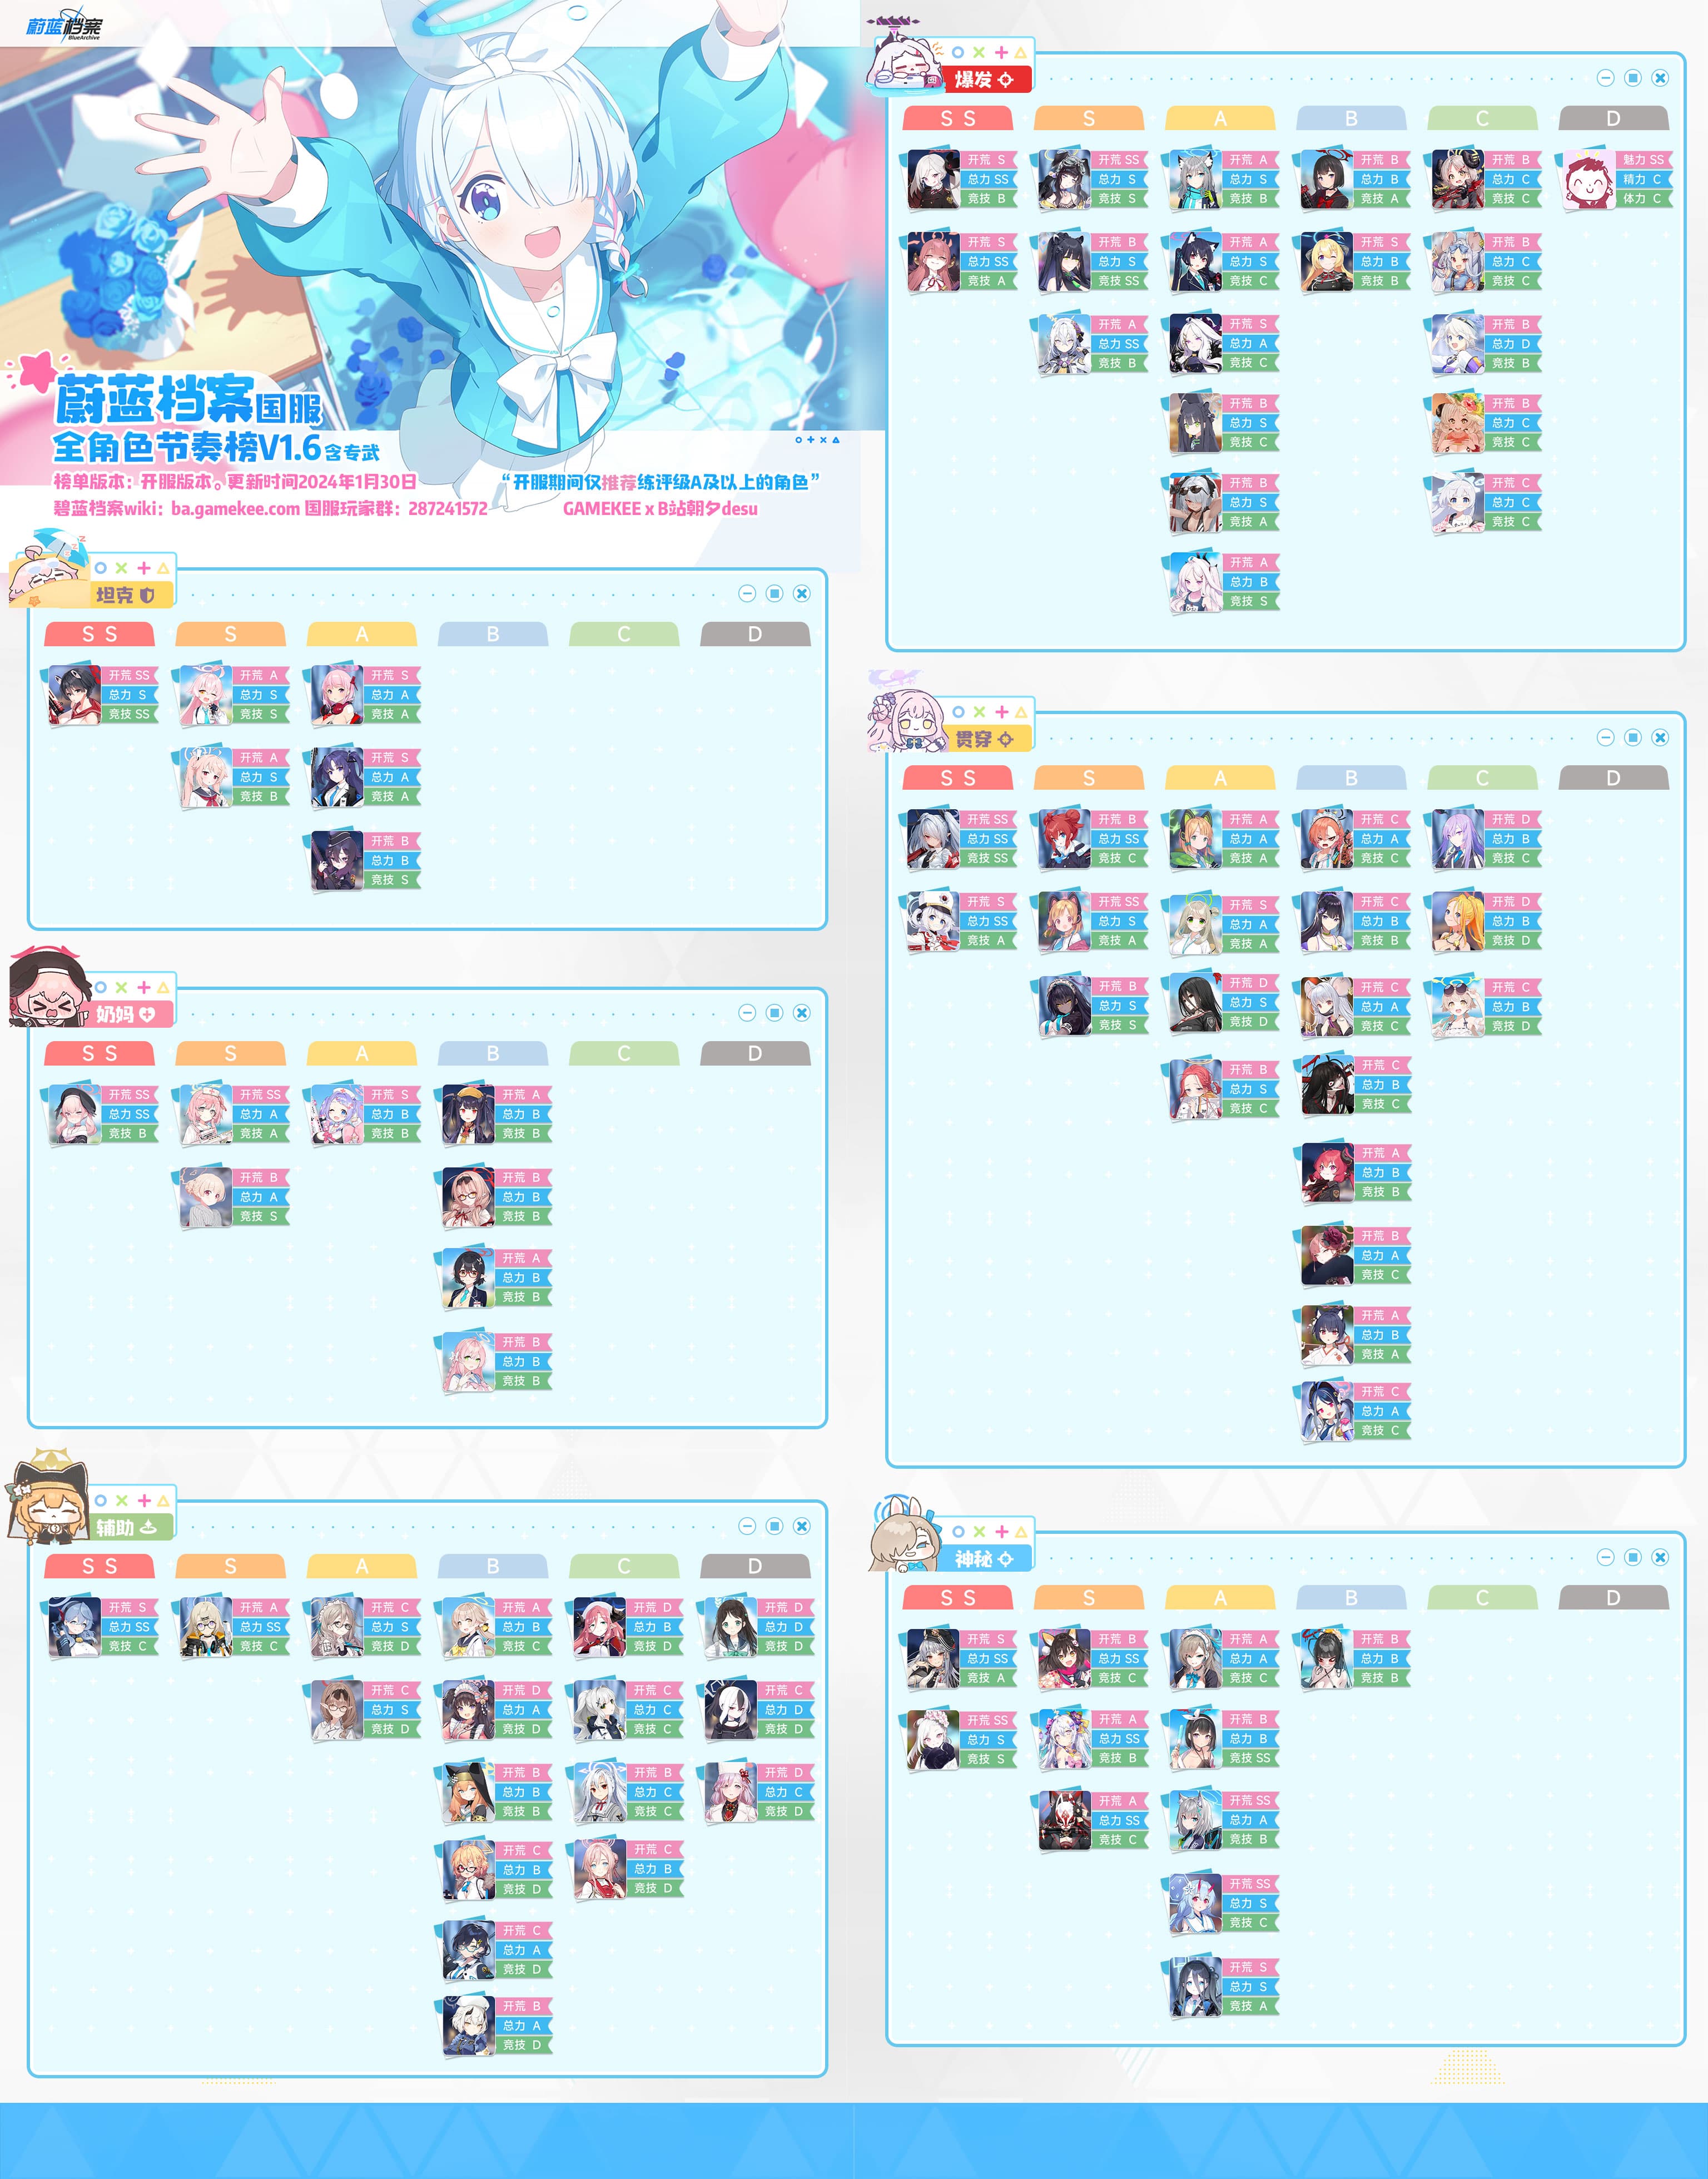 蔚蓝档案
BlueArchive
蔚蓝档案国服
全角色节奏榜V1.6含专武
榜单版本：开服版本。更新时间2024年1月30日
“开服期间仅推荐练评级A及以上的角色”
碧蓝档案wiki：ba.gamekee.com 国服玩家群：287241572
GAMEKEE x B站朝夕desu
坦克
SS S A B C D
开荒 SS 开荒 A 开荒 S
总力 S 总力 S 总力 A
竞技 SS 竞技 S 竞技 A
开荒 A 开荒 S
总力 S 总力 A
竞技 B 竞技 A
开荒 B
总力 B
竞技 S
奶妈
SS S A B C D
开荒 SS 开荒 SS 开荒 S 开荒 A
总力 SS 总力 A 总力 B 总力 B
竞技 B 竞技 A 竞技 B 竞技 B
开荒 B 开荒 B
总力 A 总力 B
竞技 S 竞技 B
开荒 A
总力 B
竞技 B
开荒 B
总力 B
竞技 B
辅助
SS S A B C D
开荒 S 开荒 A 开荒 C 开荒 A 开荒 D 开荒 D
总力 SS 总力 SS 总力 S 总力 B 总力 B 总力 D
竞技 C 竞技 C 竞技 D 竞技 C 竞技 D 竞技 D
开荒 C 开荒 D 开荒 C 开荒 C
总力 S 总力 A 总力 C 总力 D
竞技 D 竞技 D 竞技 C 竞技 D
开荒 B 开荒 B 开荒 D
总力 B 总力 C 总力 C
竞技 B 竞技 C 竞技 D
开荒 C 开荒 C
总力 B 总力 B
竞技 D 竞技 D
开荒 C
总力 A
竞技 D
开荒 B
总力 A
竞技 D
爆发
SS S A B C D
开荒 S 开荒 SS 开荒 A 开荒 B 开荒 B 魅力 SS
总力 SS 总力 S 总力 S 总力 B 总力 C 精力 C
竞技 B 竞技 S 竞技 B 竞技 A 竞技 C 体力 C
开荒 S 开荒 B 开荒 A 开荒 S 开荒 B
总力 SS 总力 S 总力 S 总力 B 总力 C
竞技 A 竞技 SS 竞技 C 竞技 B 竞技 C
开荒 A 开荒 S 开荒 B
总力 SS 总力 A 总力 D
竞技 B 竞技 C 竞技 B
开荒 B 开荒 B
总力 S 总力 C
竞技 C 竞技 C
开荒 B 开荒 C
总力 S 总力 C
竞技 A 竞技 C
开荒 A
总力 B
竞技 S
贯穿
SS S A B C D
开荒 SS 开荒 B 开荒 A 开荒 C 开荒 D
总力 SS 总力 SS 总力 A 总力 A 总力 B
竞技 SS 竞技 C 竞技 A 竞技 C 竞技 C
开荒 S 开荒 SS 开荒 S 开荒 C 开荒 D
总力 SS 总力 S 总力 A 总力 B 总力 B
竞技 A 竞技 A 竞技 A 竞技 B 竞技 D
开荒 B 开荒 D 开荒 C 开荒 C
总力 S 总力 S 总力 A 总力 B
竞技 S 竞技 D 竞技 C 竞技 D
开荒 B 开荒 C
总力 S 总力 B
竞技 C 竞技 C
开荒 A
总力 B
竞技 B
开荒 B
总力 A
竞技 C
开荒 A
总力 B
竞技 A
开荒 C
总力 A
竞技 C
神秘
SS S A B C D
开荒 S 开荒 B 开荒 A 开荒 B
总力 SS 总力 SS 总力 A 总力 B
竞技 A 竞技 C 竞技 C 竞技 B
开荒 SS 开荒 A 开荒 B
总力 S 总力 SS 总力 B
竞技 S 竞技 B 竞技 SS
开荒 A 开荒 SS
总力 SS 总力 A
竞技 C 竞技 B
开荒 SS
总力 S
竞技 C
开荒 S
总力 S
竞技 A